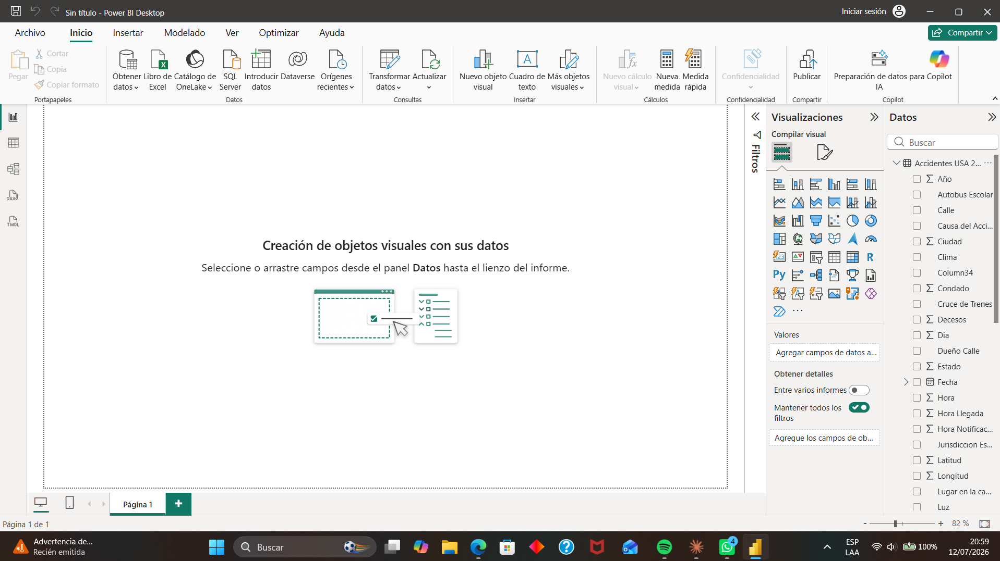 Sin título - Power BI Desktop
Iniciar sesión
Archivo
Inicio
Insertar
Modelado
Ver
Optimizar
Ayuda
Compartir
Pegar
Cortar
Copia
Copiar formato
Portapapeles
Obtener datos
Libro de Excel
Catálogo de OneLake
SQL Server
Introducir datos
Dataverse
Orígenes recientes
Datos
Transformar datos
Actualizar
Consultas
Nuevo objeto visual
Cuadro de texto
Más objetos visuales
Insertar
Nuevo cálculo visual
Nueva medida
Medida rápida
Cálculos
Confidencialidad
Confidencialidad
Publicar
Compartir
Preparación de datos para IA
Copilot
Copilot
DAX
TMDL
Creación de objetos visuales con sus datos
Seleccione o arrastre campos desde el panel Datos hasta el lienzo del informe.
Filtros
Visualizaciones
Compilar visual
123
R
Py
Valores
Agregar campos de datos a...
Obtener detalles
Entre varios informes
Mantener todos los filtros
Agregue los campos de ob...
Datos
Buscar
Accidentes USA 2...
Año
Autobus Escolar
Calle
Causa del Acci...
Ciudad
Clima
Column34
Condado
Cruce de Trenes
Decesos
Dia
Dueño Calle
Estado
Fecha
Hora
Hora Llegada
Hora Notificac...
Jurisdiccion Es...
Latitud
Longitud
Lugar en la ca...
Luz
Página 1
Página 1 de 1
82 %
Advertencia de...
Recién emitida
Buscar
4
ESP
LAA
100%
20:59
12/07/2026